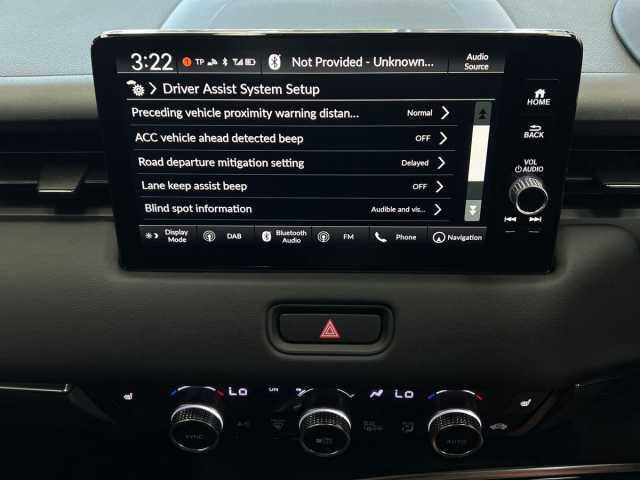 3:22 1 TP Not Provided - Unknown... Audio
Source
Driver Assist System Setup
Preceding vehicle proximity warning distan... Normal
ACC vehicle ahead detected beep OFF
Road departure mitigation setting Delayed
Lane keep assist beep OFF
Blind spot information Audible and vis...
Display
Mode
DAB
Bluetooth
Audio
FM
Phone
Navigation
HOME
BACK
VOL
AUDIO
Lo
Lo
SYNC
AUTO